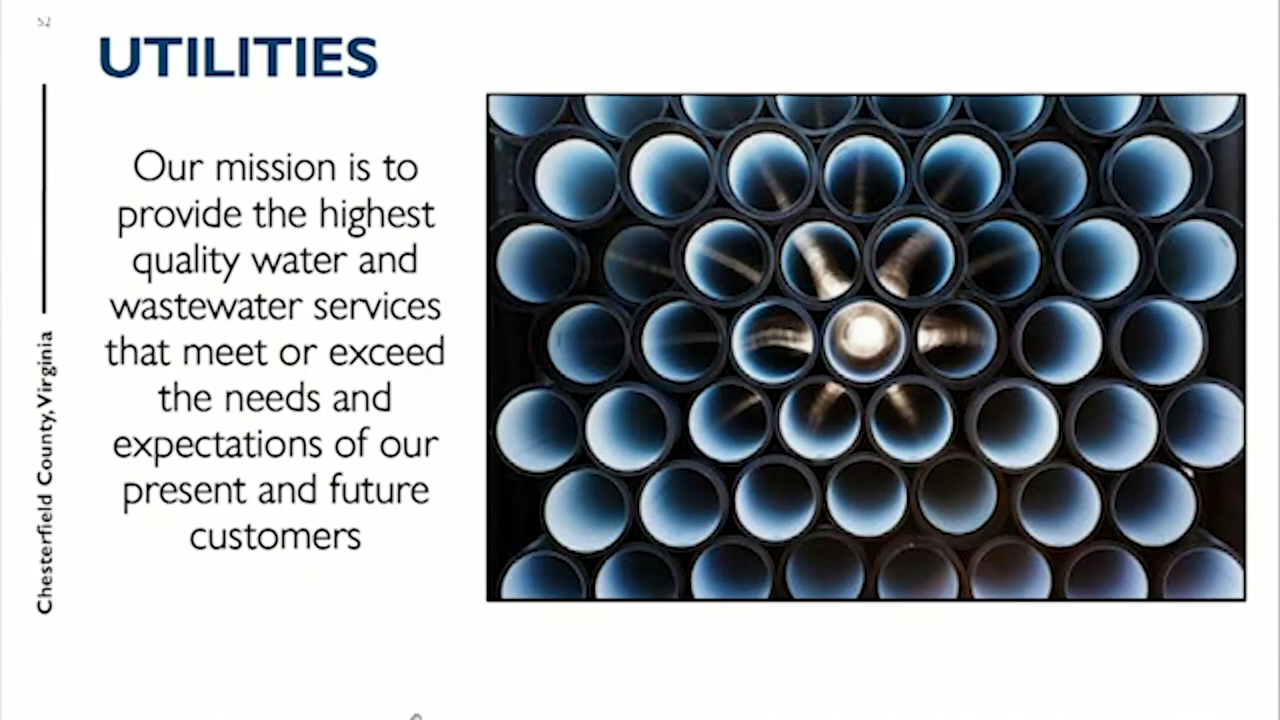 52
UTILITIES
Our mission is to
provide the highest
quality water and
wastewater services
that meet or exceed
the needs and
expectations of our
present and future
customers
Chesterfield County, Virginia